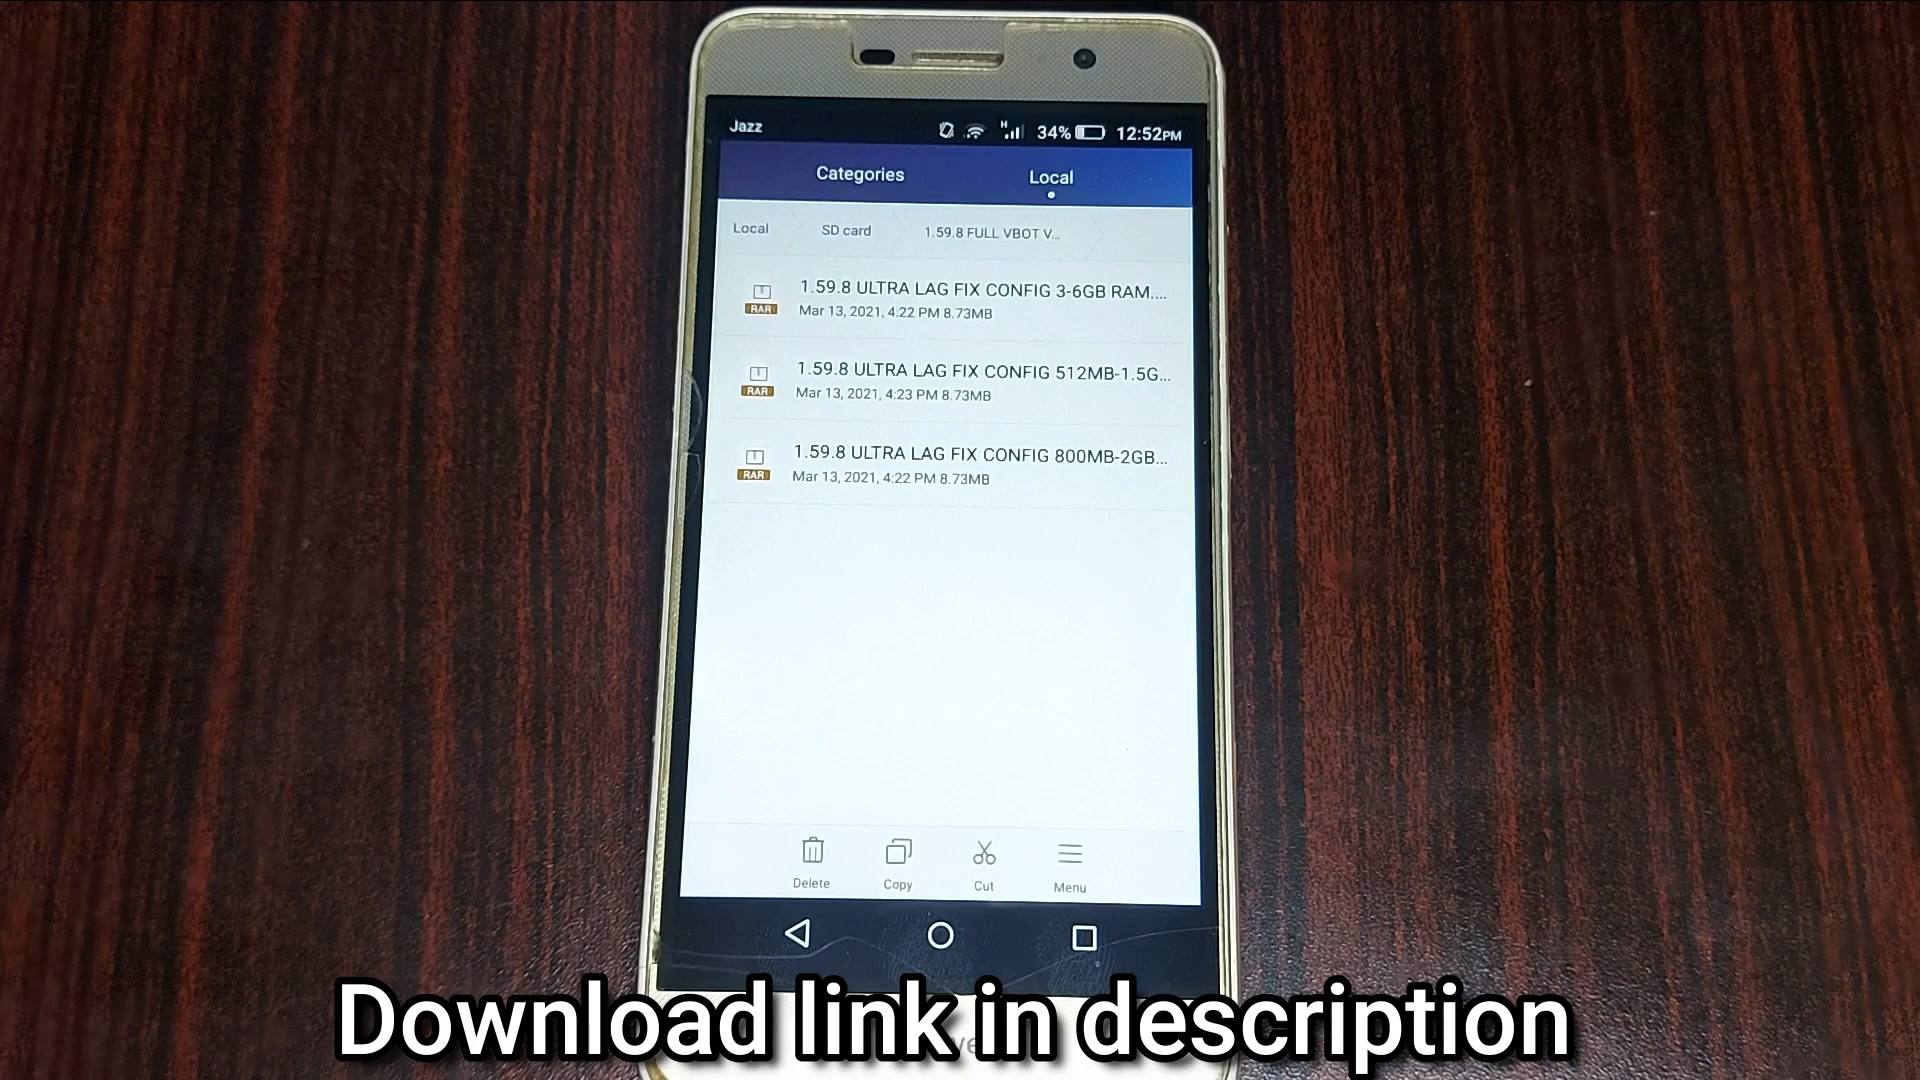 Jazz
H 34% 12:52PM
Categories Local
Local SD card 1.59.8 FULL VBOT V...
1.59.8 ULTRA LAG FIX CONFIG 3-6GB RAM....
RAR
Mar 13, 2021, 4:22 PM 8.73MB
1.59.8 ULTRA LAG FIX CONFIG 512MB-1.5G...
RAR
Mar 13, 2021, 4:23 PM 8.73MB
1.59.8 ULTRA LAG FIX CONFIG 800MB-2GB...
RAR
Mar 13, 2021, 4:22 PM 8.73MB
Delete Copy Cut Menu
Download link in description